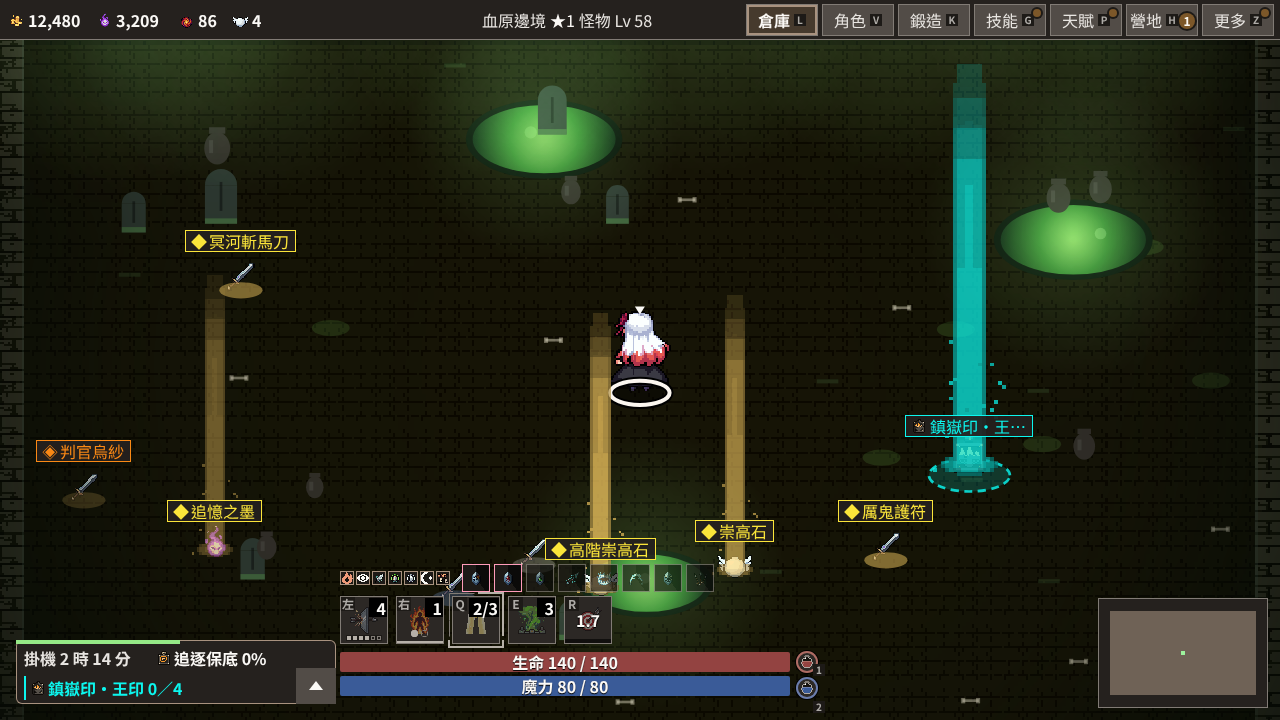 12,480 3,209 86 4
血原邊境 ★1 怪物 Lv 58
倉庫 L 角色 V 鍛造 K 技能 G 天賦 P 營地 H 1 更多 Z
冥河斬馬刀
鎮嶽印・王…
判官烏紗
追憶之墨
厲鬼護符
崇高石
高階崇高石
左 4 右 1 Q 2/3 E 3 R 1.7
掛機 2 時 14 分 追逐保底 0%
鎮嶽印・王印 0／4
生命 140 / 140 1
魔力 80 / 80 2